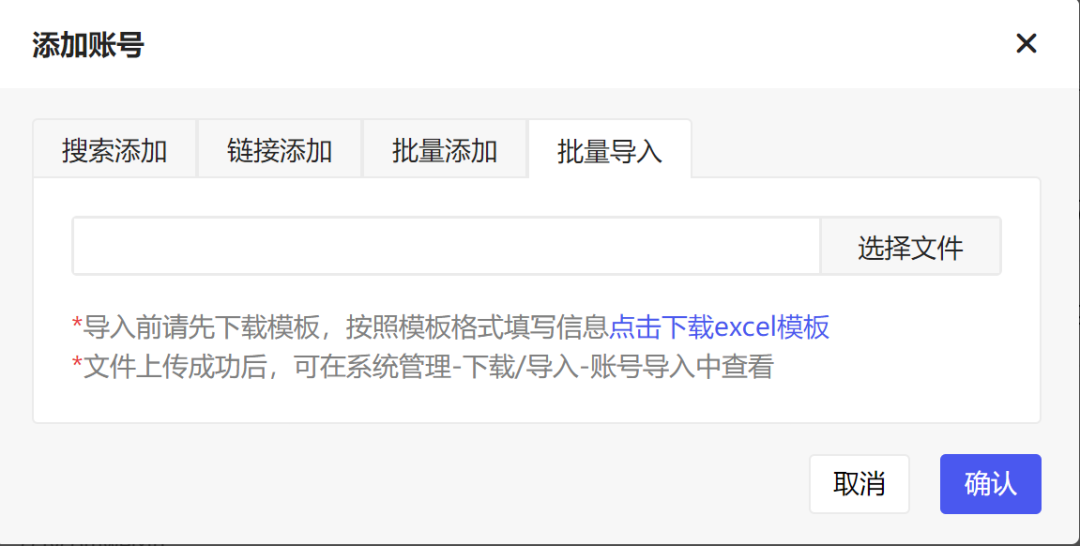 添加账号
搜索添加 链接添加 批量添加 批量导入
选择文件
*导入前请先下载模板，按照模板格式填写信息点击下载excel模板
*文件上传成功后，可在系统管理-下载/导入-账号导入中查看
取消 确认